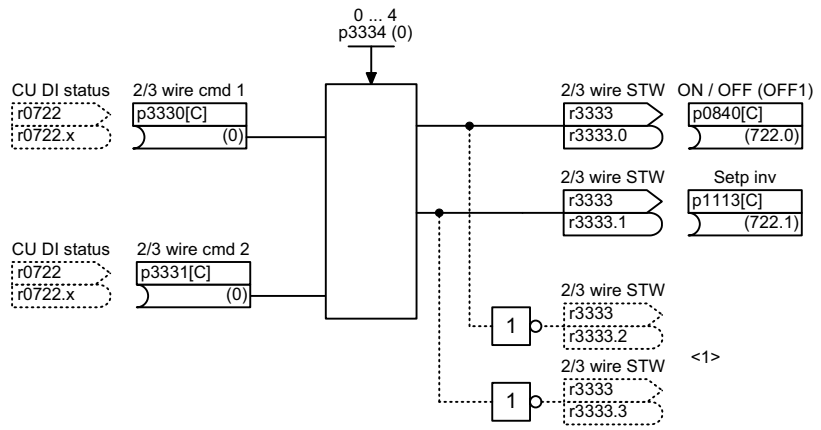 0 ... 4
p3334 (0)
CU DI status
2/3 wire cmd 1
2/3 wire STW
ON / OFF (OFF1)
r0722
p3330[C]
r3333
p0840[C]
r0722.x
(0)
r3333.0
(722.0)
2/3 wire STW
Setp inv
r3333
p1113[C]
r3333.1
(722.1)
CU DI status
2/3 wire cmd 2
r0722
p3331[C]
r0722.x
(0)
2/3 wire STW
r3333
1
r3333.2
<1>
2/3 wire STW
r3333
1
r3333.3